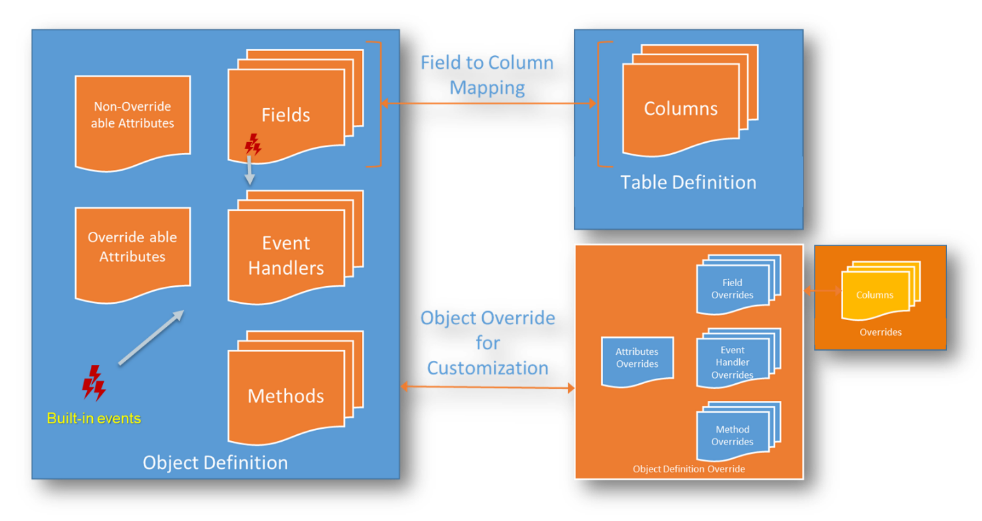 Non-Override
able Attributes
Fields
Override able
Attributes
Event
Handlers
Methods
Built-in events
Object Definition
Field to Column
Mapping
Columns
Table Definition
Object Override
for
Customization
Field
Overrides
Attributes
Overrides
Event
Handler
Overrides
Method
Overrides
Object Definition Override
Columns
Overrides